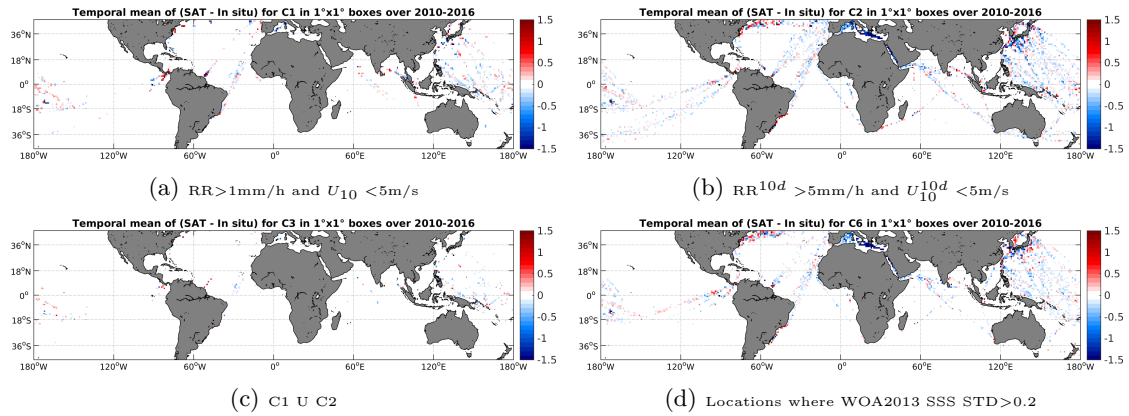 Temporal mean of (SAT - In situ) for C1 in 1°x1° boxes over 2010-2016
36°N
18°N
0°
18°S
36°S
180°W 120°W 60°W 0° 60°E 120°E 180°W
1.5
1
0.5
0
-0.5
-1
-1.5
(a) RR>1mm/h and U10 <5m/s
Temporal mean of (SAT - In situ) for C2 in 1°x1° boxes over 2010-2016
36°N
18°N
0°
18°S
36°S
180°W 120°W 60°W 0° 60°E 120°E 180°W
1.5
1
0.5
0
-0.5
-1
-1.5
(b) RR^10d >5mm/h and U10^10d <5m/s
Temporal mean of (SAT - In situ) for C3 in 1°x1° boxes over 2010-2016
36°N
18°N
0°
18°S
36°S
180°W 120°W 60°W 0° 60°E 120°E 180°W
1.5
1
0.5
0
-0.5
-1
-1.5
(c) C1 U C2
Temporal mean of (SAT - In situ) for C6 in 1°x1° boxes over 2010-2016
36°N
18°N
0°
18°S
36°S
180°W 120°W 60°W 0° 60°E 120°E 180°W
1.5
1
0.5
0
-0.5
-1
-1.5
(d) Locations where WOA2013 SSS STD>0.2